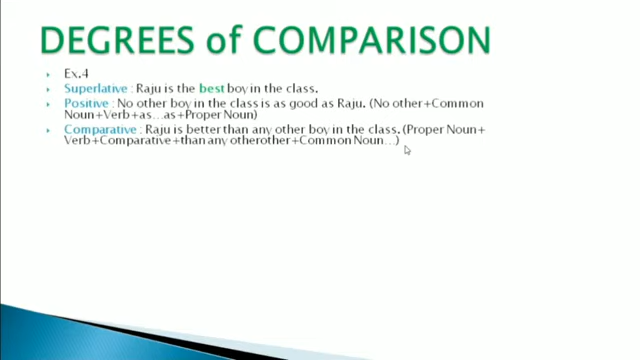 DEGREES of COMPARISON
Ex.4
Superlative : Raju is the best boy in the class.
Positive : No other boy in the class is as good as Raju. (No other+Common
Noun+Verb+as...as+Proper Noun)
Comparative : Raju is better than any other boy in the class. (Proper Noun+
Verb+Comparative+than any otherother+Common Noun...)